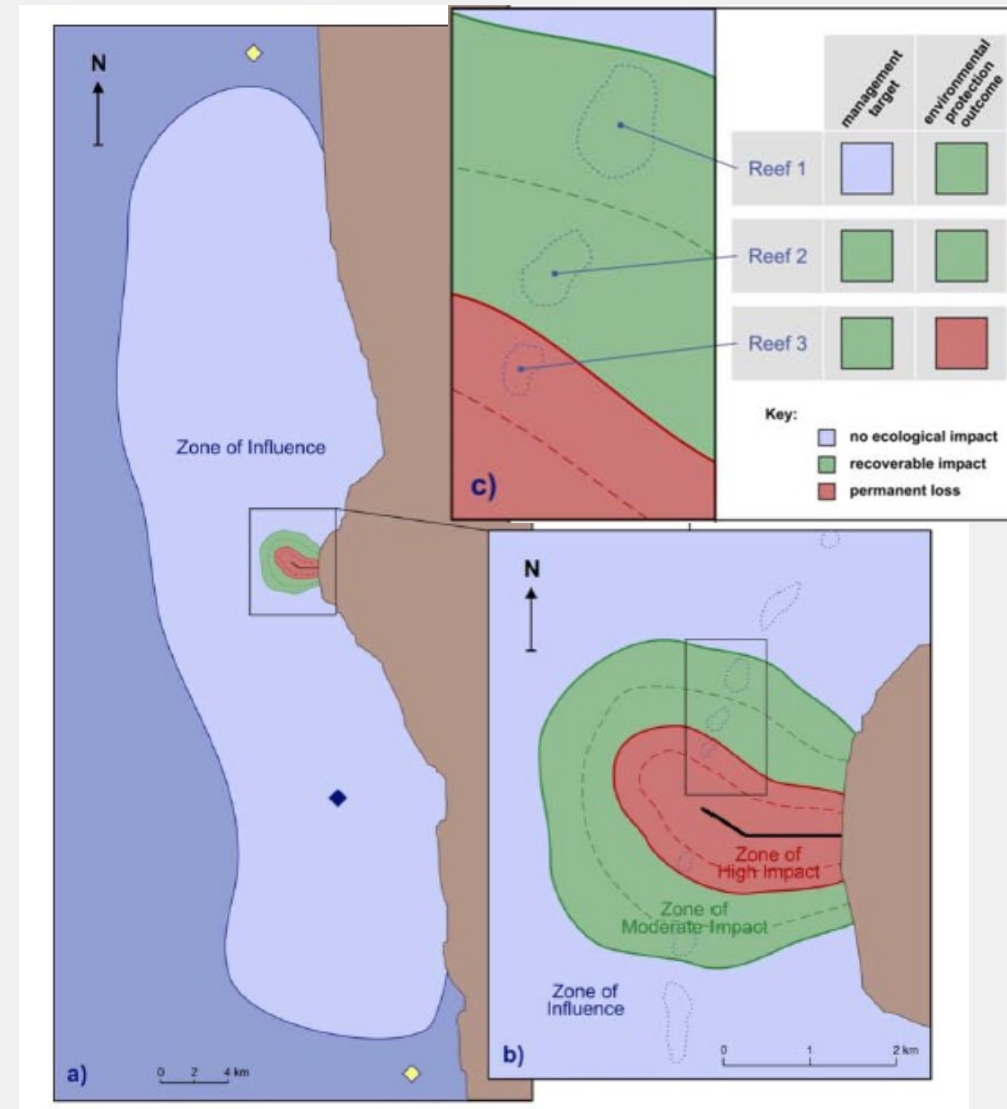 N
Zone of Influence
a)
0 2 4 km
c)
management
target
environmental
protection
outcome
Reef 1
Reef 2
Reef 3
Key:
no ecological impact
recoverable impact
permanent loss
N
Zone of
High Impact
Zone of
Moderate Impact
Zone of
Influence
b)
0 1 2 km